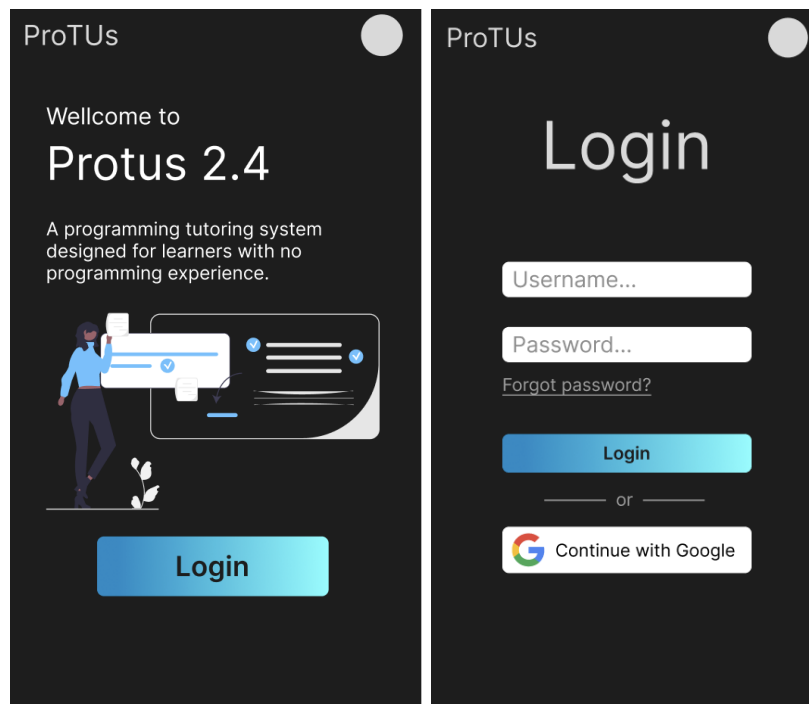 ProTUs
Wellcome to
Protus 2.4
A programming tutoring system
designed for learners with no
programming experience.
Login
ProTUs
Login
Username...
Password...
Forgot password?
Login
or
Continue with Google